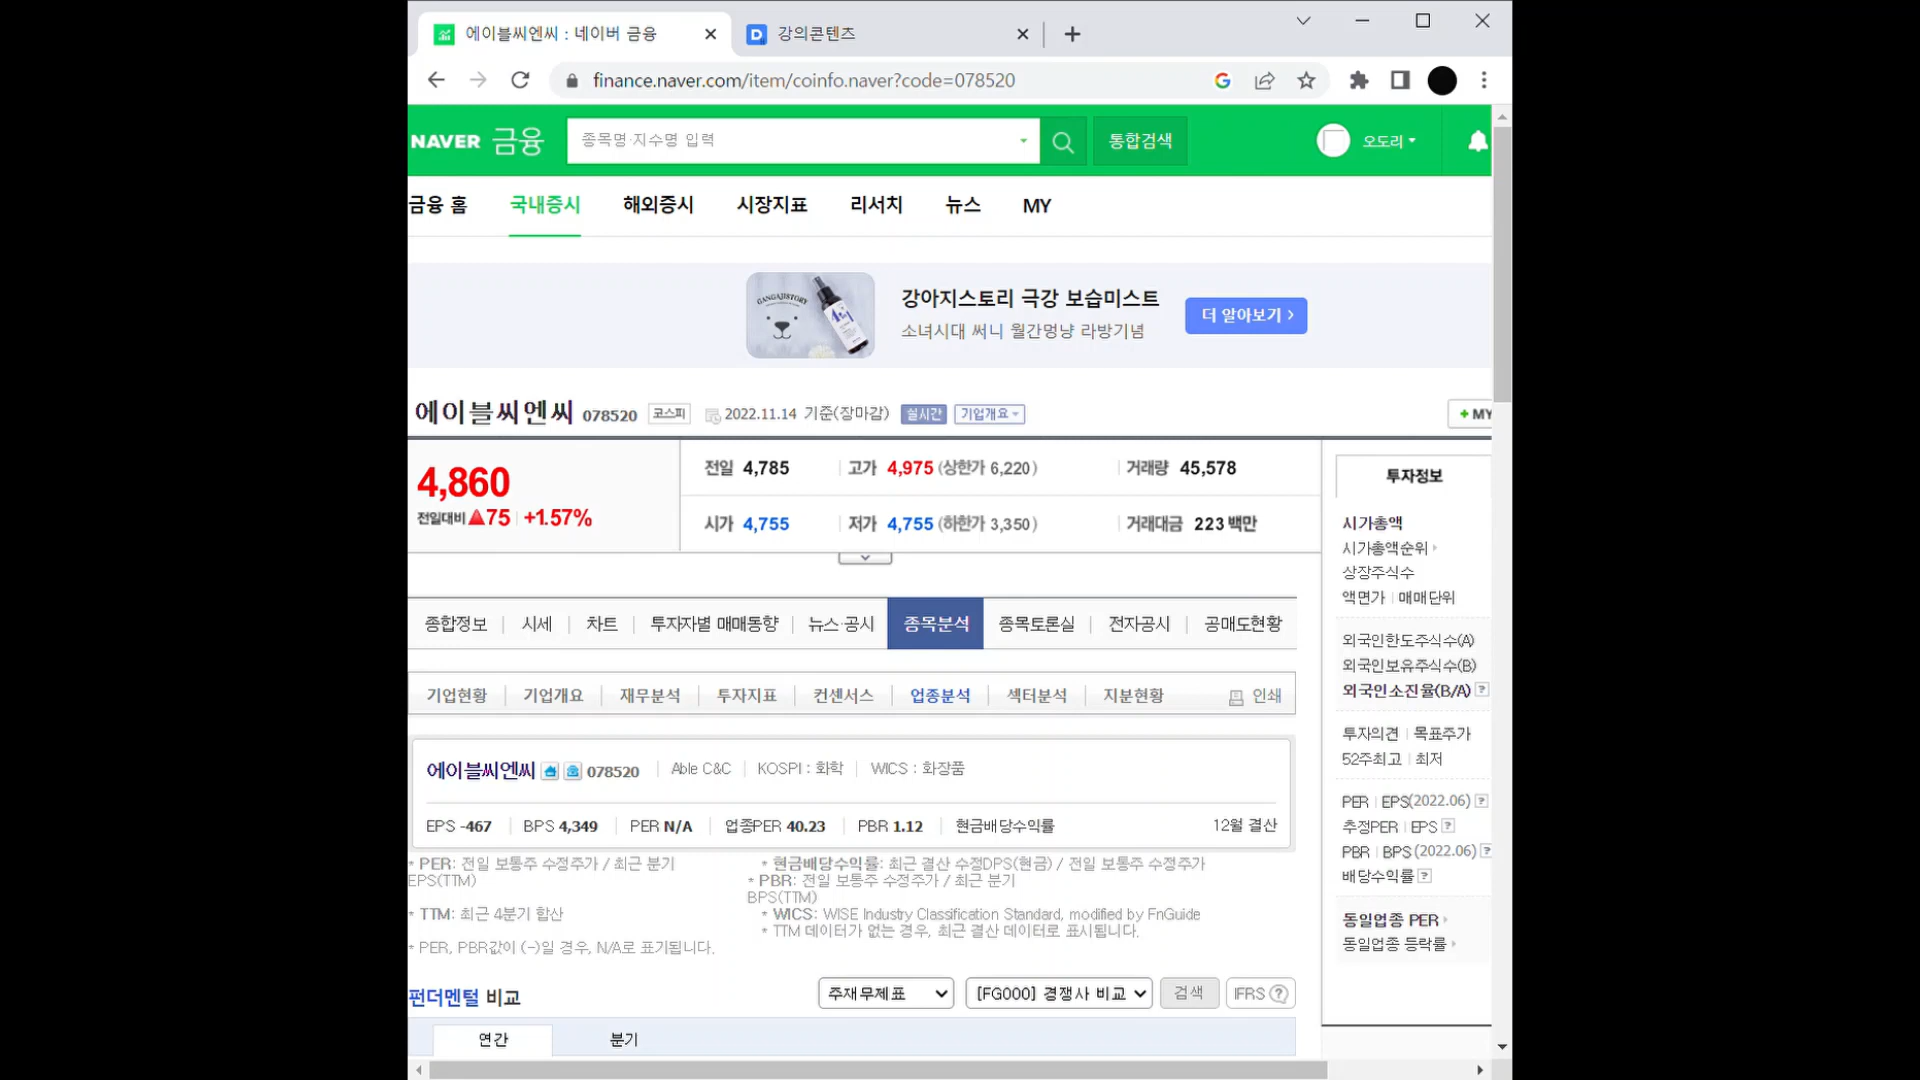 에이블씨엔씨 : 네이버 금융
강의콘텐츠
finance.naver.com/item/coinfo.naver?code=078520
NAVER 금융
종목명·지수명 입력
통합검색
오도리
금융 홈 국내증시 해외증시 시장지표 리서치 뉴스 MY
GANGAJISTORY
강아지스토리 극강 보습미스트
소녀시대 써니 월간멍냥 라방기념
더 알아보기 >
에이블씨엔씨 078520 코스피 2022.11.14 기준(장마감) 실시간 기업개요
+ MY
4,860
전일대비 ▲75 +1.57%
전일 4,785 고가 4,975 (상한가 6,220) 거래량 45,578
시가 4,755 저가 4,755 (하한가 3,350) 거래대금 223 백만
종합정보 시세 차트 투자자별 매매동향 뉴스·공시 종목분석 종목토론실 전자공시 공매도현황
기업현황 기업개요 재무분석 투자지표 컨센서스 업종분석 섹터분석 지분현황 인쇄
에이블씨엔씨 078520 Able C&C KOSPI : 화학 WICS : 화장품
EPS -467 BPS 4,349 PER N/A 업종PER 40.23 PBR 1.12 현금배당수익률 12월 결산
* PER: 전일 보통주 수정주가 / 최근 분기
EPS(TTM)
* TTM: 최근 4분기 합산
* PER, PBR값이 (-)일 경우, N/A로 표기됩니다.
* 현금배당수익률: 최근 결산 수정DPS(현금) / 전일 보통주 수정주가
* PBR: 전일 보통주 수정주가 / 최근 분기
BPS(TTM)
* WICS: WISE Industry Classification Standard, modified by FnGuide
* TTM 데이터가 없는 경우, 최근 결산 데이터로 표시됩니다.
펀더멘털 비교
주재무제표 [FG000] 경쟁사 비교 검색 IFRS ?
연간 분기
투자정보
시가총액
시가총액순위
상장주식수
액면가 매매단위
외국인한도주식수(A)
외국인보유주식수(B)
외국인소진율(B/A) ?
투자의견 목표주가
52주최고 최저
PER EPS(2022.06) ?
추정PER EPS ?
PBR BPS (2022.06) ?
배당수익률 ?
동일업종 PER
동일업종 등락률